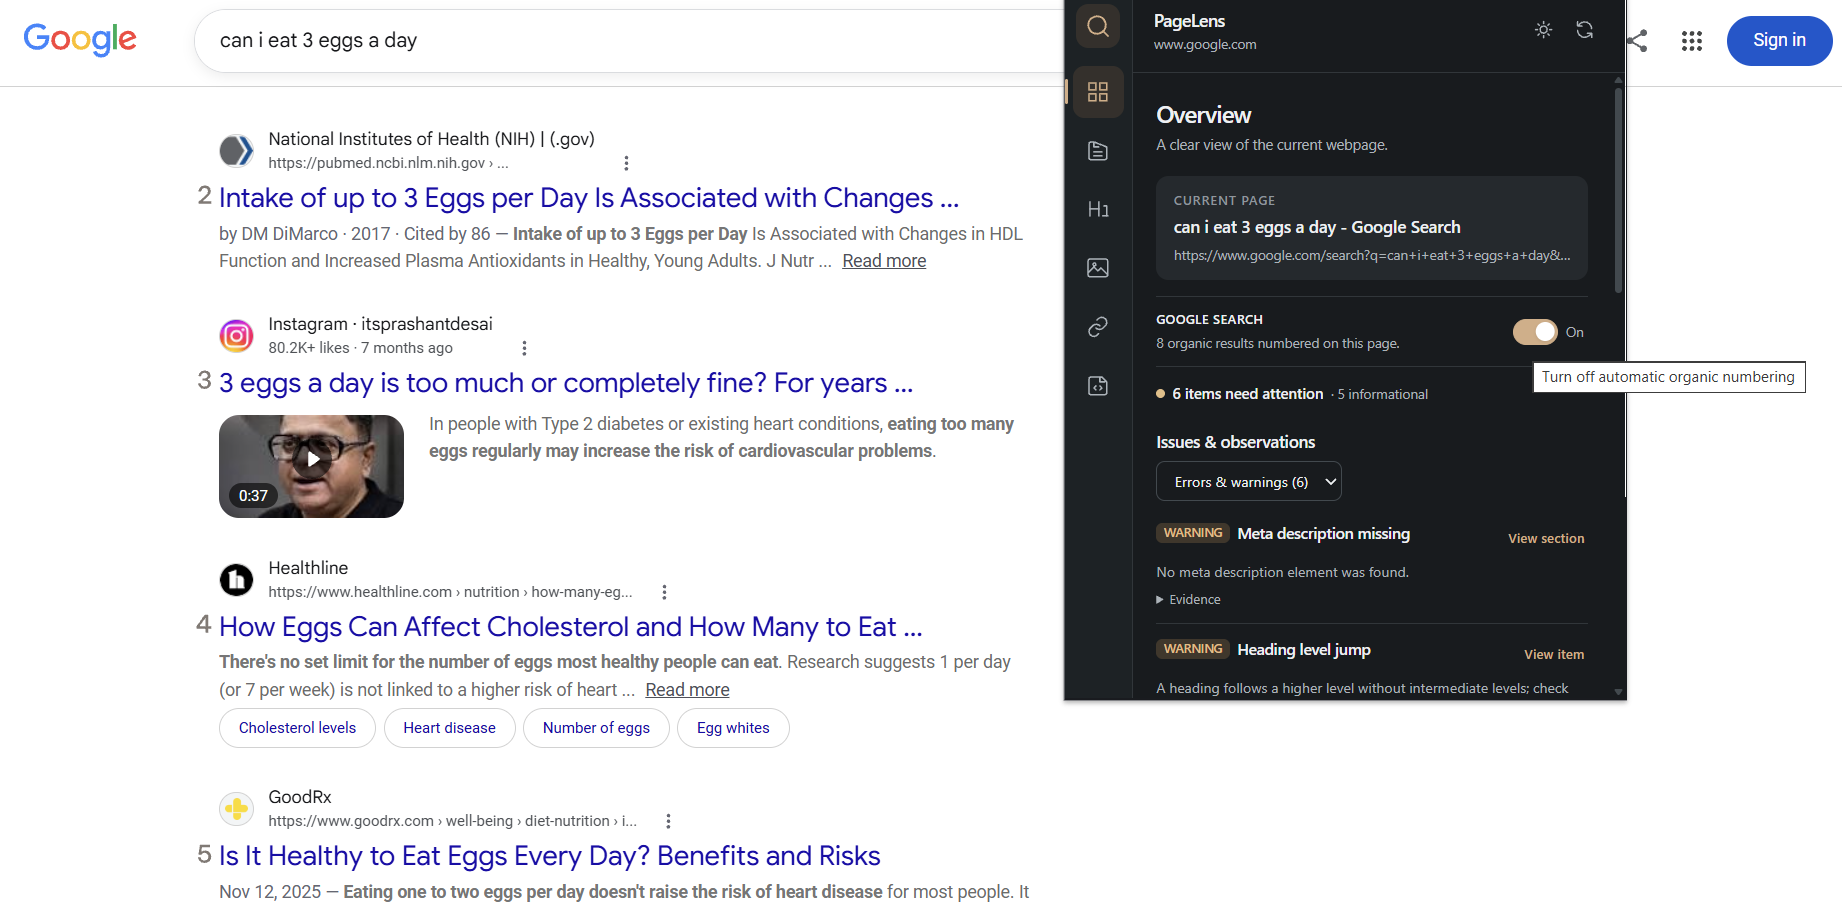 Google
can i eat 3 eggs a day
Sign in
National Institutes of Health (NIH) | (.gov)
https://pubmed.ncbi.nlm.nih.gov › ...
2 Intake of up to 3 Eggs per Day Is Associated with Changes ...
by DM DiMarco · 2017 · Cited by 86 — Intake of up to 3 Eggs per Day Is Associated with Changes in HDL
Function and Increased Plasma Antioxidants in Healthy, Young Adults. J Nutr ... Read more
Instagram · itsprashantdesai
80.2K+ likes · 7 months ago
3 3 eggs a day is too much or completely fine? For years ...
0:37
In people with Type 2 diabetes or existing heart conditions, eating too many
eggs regularly may increase the risk of cardiovascular problems.
Healthline
https://www.healthline.com › nutrition › how-many-eg...
4 How Eggs Can Affect Cholesterol and How Many to Eat ...
There's no set limit for the number of eggs most healthy people can eat. Research suggests 1 per day
(or 7 per week) is not linked to a higher risk of heart ... Read more
Cholesterol levels
Heart disease
Number of eggs
Egg whites
GoodRx
https://www.goodrx.com › well-being › diet-nutrition › i...
5 Is It Healthy to Eat Eggs Every Day? Benefits and Risks
Nov 12, 2025 — Eating one to two eggs per day doesn't raise the risk of heart disease for most people. It
PageLens
www.google.com
H1
Overview
A clear view of the current webpage.
CURRENT PAGE
can i eat 3 eggs a day - Google Search
https://www.google.com/search?q=can+i+eat+3+eggs+a+day&...
GOOGLE SEARCH
8 organic results numbered on this page.
On
Turn off automatic organic numbering
6 items need attention · 5 informational
Issues & observations
Errors & warnings (6)
WARNING Meta description missing
View section
No meta description element was found.
Evidence
WARNING Heading level jump
View item
A heading follows a higher level without intermediate levels; check